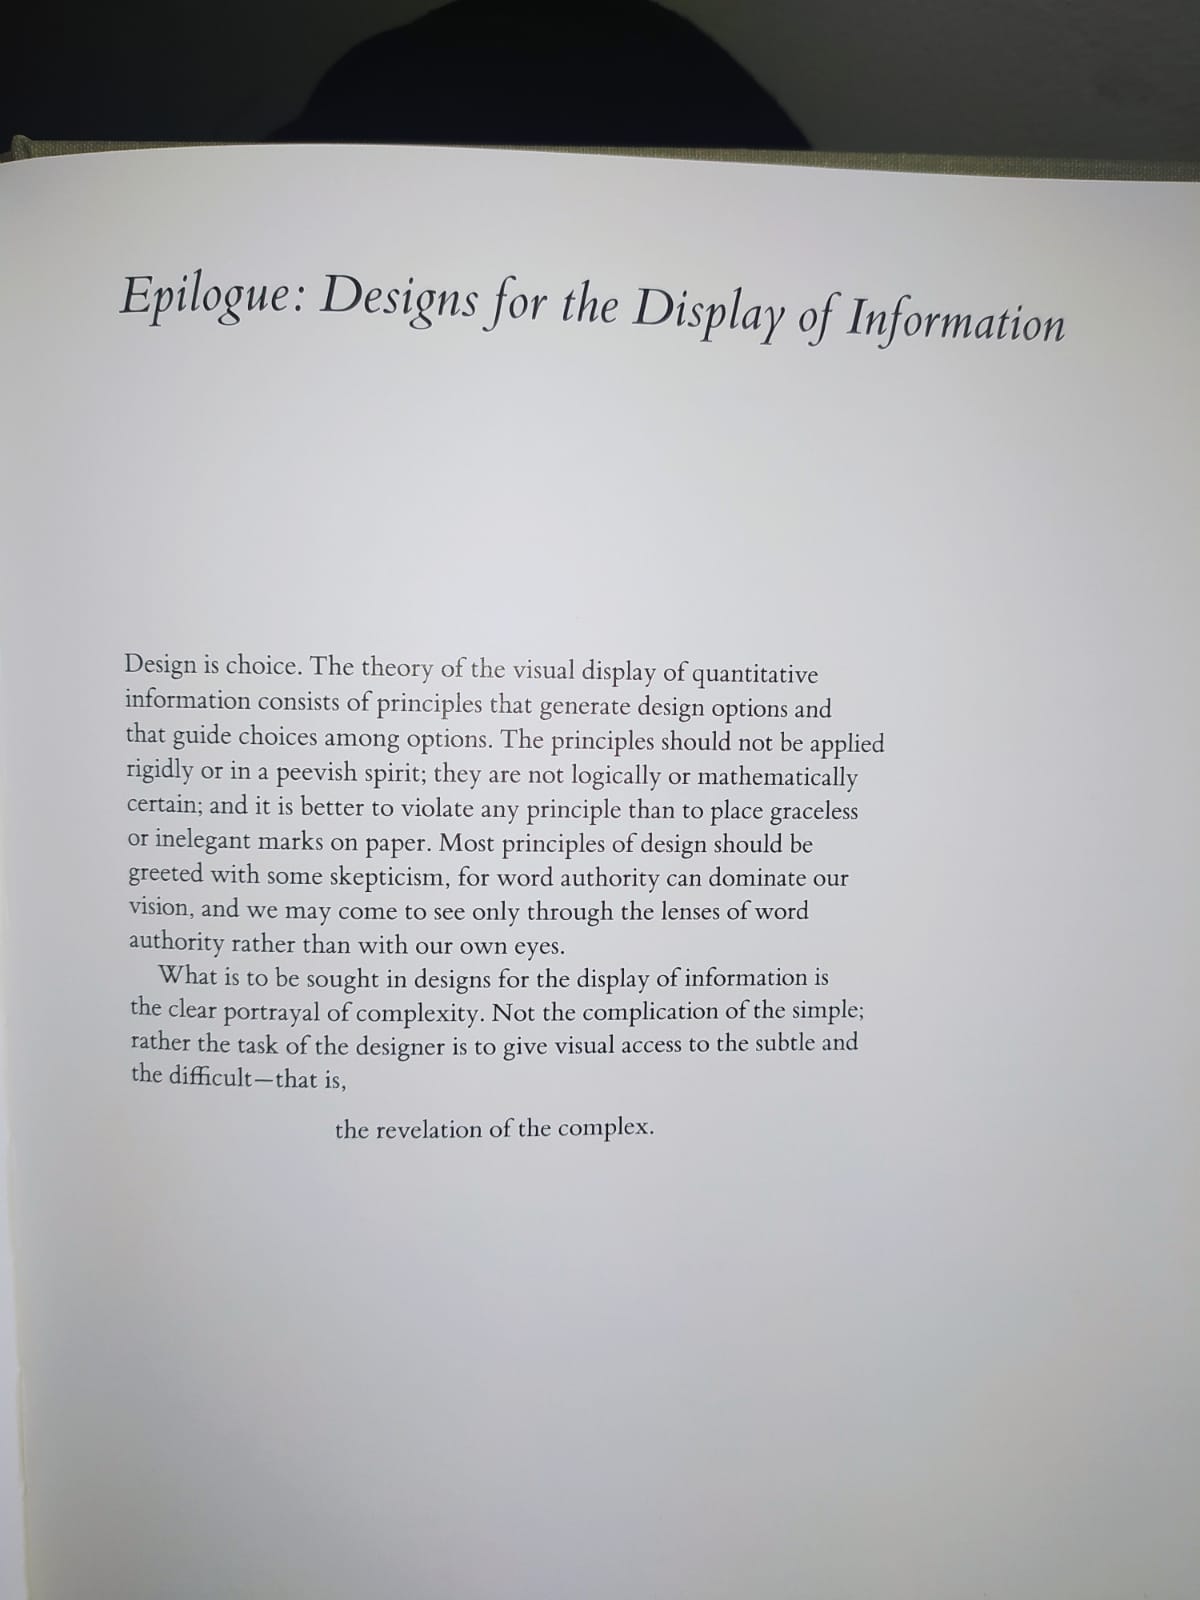 Epilogue: Designs for the Display of Information
Design is choice. The theory of the visual display of quantitative
information consists of principles that generate design options and
that guide choices among options. The principles should not be applied
rigidly or in a peevish spirit; they are not logically or mathematically
certain; and it is better to violate any principle than to place graceless
or inelegant marks on paper. Most principles of design should be
greeted with some skepticism, for word authority can dominate our
vision, and we may come to see only through the lenses of word
authority rather than with our own eyes.
What is to be sought in designs for the display of information is
the clear portrayal of complexity. Not the complication of the simple;
rather the task of the designer is to give visual access to the subtle and
the difficult—that is,
the revelation of the complex.